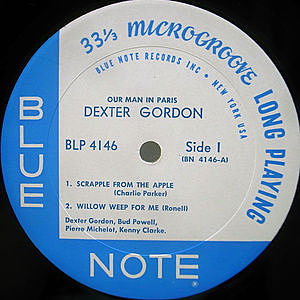 33 1/3 MICROGROOVE LONG PLAYING
BLUE NOTE RECORDS INC • NEW YORK USA
OUR MAN IN PARIS
DEXTER GORDON
BLP 4146
Side 1
(BN 4146-A)
1. SCRAPPLE FROM THE APPLE
(Charlie Parker)
2. WILLOW WEEP FOR ME (Ronell)
Dexter Gordon, Bud Powell,
Pierre Michelot, Kenny Clarke.
BLUE
NOTE
®